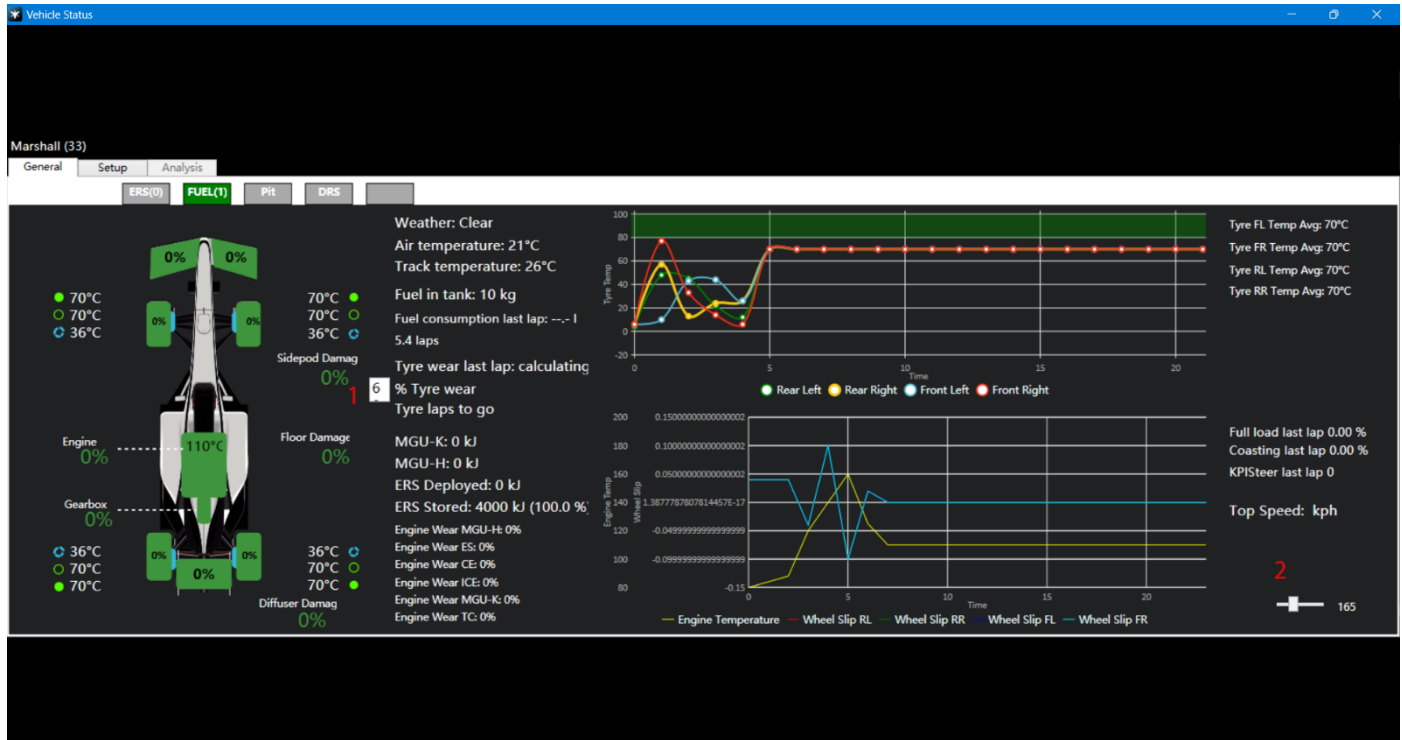 Vehicle Status
Marshall (33)
General Setup Analysis
ERS(0) FUEL(1) Pit DRS
0% 0%
70°C 70°C
70°C 70°C
36°C 36°C
0% 0%
Sidepod Damag
0%
1
Engine
0%
110°C
Floor Damage
0%
Gearbox
0%
36°C 36°C
70°C 70°C
70°C 70°C
0% 0%
0%
Diffuser Damag
0%
Weather: Clear
Air temperature: 21°C
Track temperature: 26°C
Fuel in tank: 10 kg
Fuel consumption last lap: --.- l
5.4 laps
Tyre wear last lap: calculating
6 % Tyre wear
Tyre laps to go
MGU-K: 0 kJ
MGU-H: 0 kJ
ERS Deployed: 0 kJ
ERS Stored: 4000 kJ (100.0 %)
Engine Wear MGU-H: 0%
Engine Wear ES: 0%
Engine Wear CE: 0%
Engine Wear ICE: 0%
Engine Wear MGU-K: 0%
Engine Wear TC: 0%
Tyre Temp
100
80
60
40
20
0
-20
0 5 10 15 20
Time
Rear Left Rear Right Front Left Front Right
Tyre FL Temp Avg: 70°C
Tyre FR Temp Avg: 70°C
Tyre RL Temp Avg: 70°C
Tyre RR Temp Avg: 70°C
Engine Temp
Wheel Slip
200 0.15000000000000002
180 0.10000000000000002
160 0.05000000000000002
140 1.3877787807814457E-17
120 -0.04999999999999999
100 -0.09999999999999999
80 -0.15
0 5 10 15 20
Time
Engine Temperature Wheel Slip RL Wheel Slip RR Wheel Slip FL Wheel Slip FR
Full load last lap 0.00 %
Coasting last lap 0.00 %
KPISteer last lap 0
Top Speed: kph
2
165